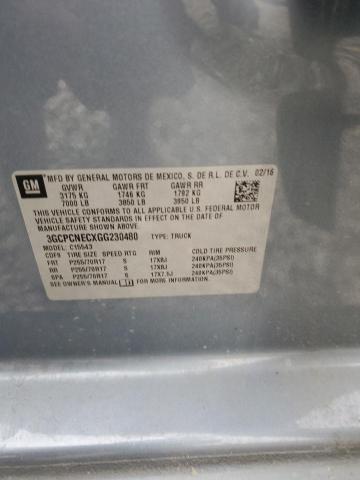 GM
MFD BY GENERAL MOTORS DE MEXICO, S. DE R.L. DE C.V. 02/16
GVWR GAWR FRT GAWR RR
3175 KG 1746 KG 1792 KG
7000 LB 3850 LB 3950 LB
THIS VEHICLE CONFORMS TO ALL APPLICABLE U.S. FEDERAL MOTOR
VEHICLE SAFETY STANDARDS IN EFFECT ON THE DATE OF
MANUFACTURE SHOWN ABOVE.
3GCPCNECXGG230480 TYPE: TRUCK
MODEL: C15543
CDF9 TIRE SIZE SPEED RTG RIM COLD TIRE PRESSURE
FRT P255/70R17 S 17X8J 240KPA(35PSI)
RR P255/70R17 S 17X8J 240KPA(35PSI)
SPA P255/70R17 S 17X7.5J 240KPA(35PSI)
SEE OWNER'S MANUAL FOR MORE INFORMATION.